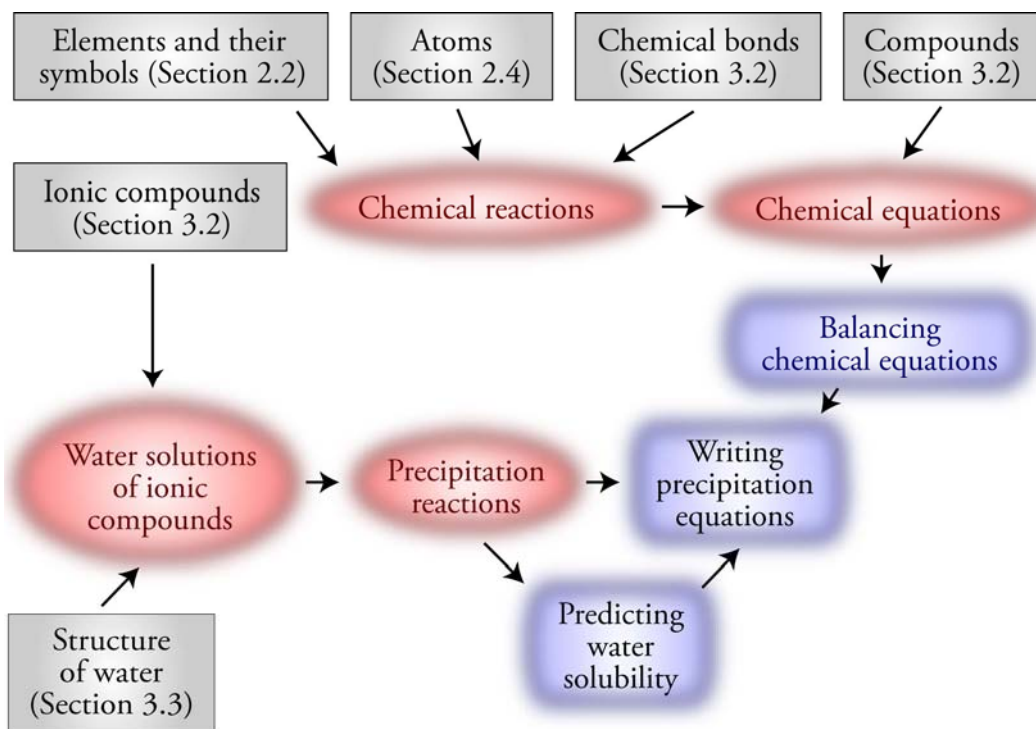 Elements and their
symbols (Section 2.2)
Atoms
(Section 2.4)
Chemical bonds
(Section 3.2)
Compounds
(Section 3.2)
Ionic compounds
(Section 3.2)
Chemical reactions
Chemical equations
Balancing
chemical equations
Water solutions
of ionic
compounds
Precipitation
reactions
Writing
precipitation
equations
Predicting
water
solubility
Structure
of water
(Section 3.3)